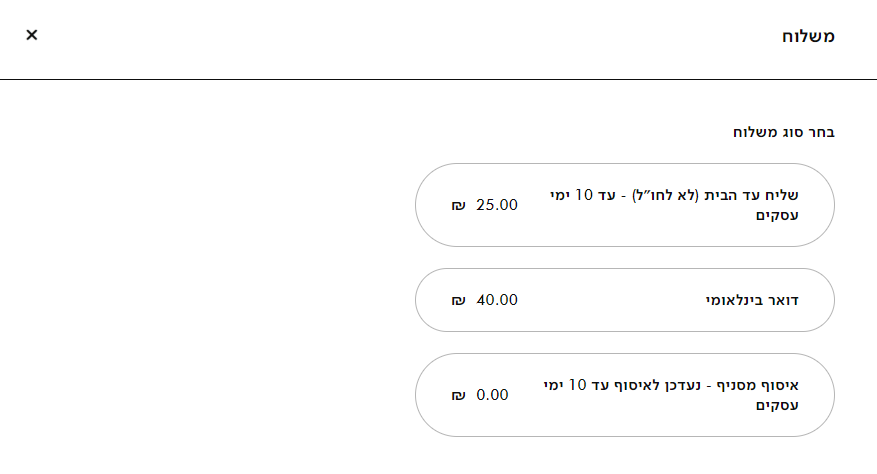 משלוח
בחר סוג משלוח
שליח עד הבית (לא לחו"ל) - עד 10 ימי
עסקים
25.00 ₪
דואר בינלאומי
40.00 ₪
איסוף מסניף - נעדכן לאיסוף עד 10 ימי
עסקים
0.00 ₪